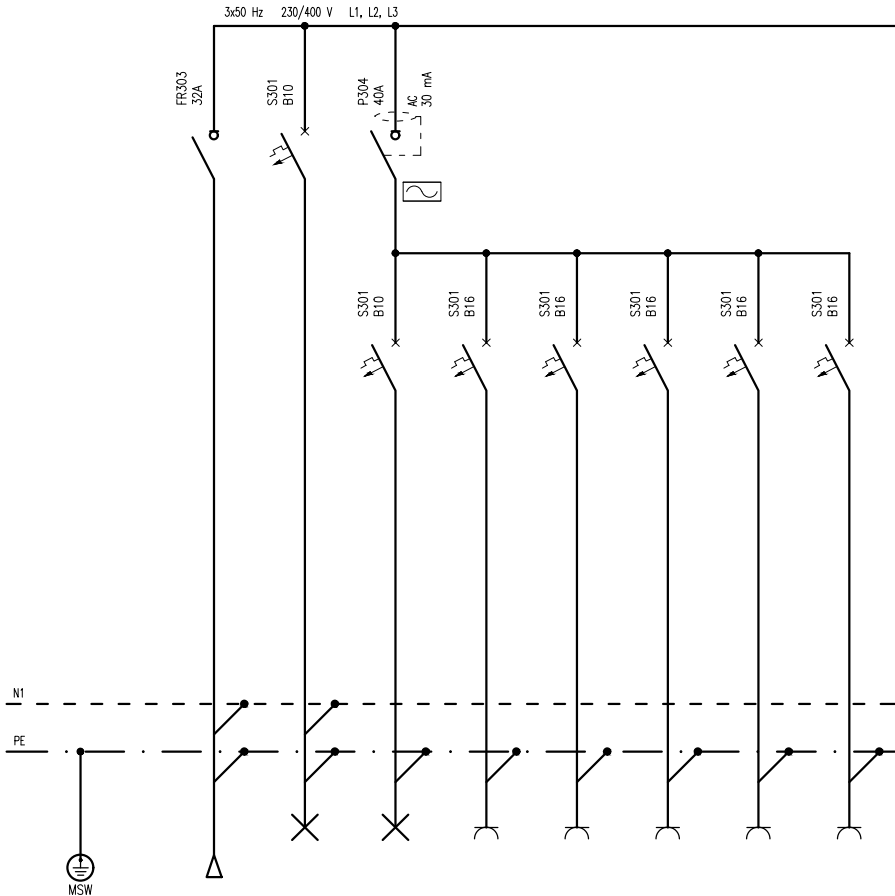 3x50 Hz 230/400 V L1, L2, L3
FR303
32A
S301
B10
P304
40A
AC
30 mA
S301
B10
S301
B16
S301
B16
S301
B16
S301
B16
S301
B16
N1
PE
MSW